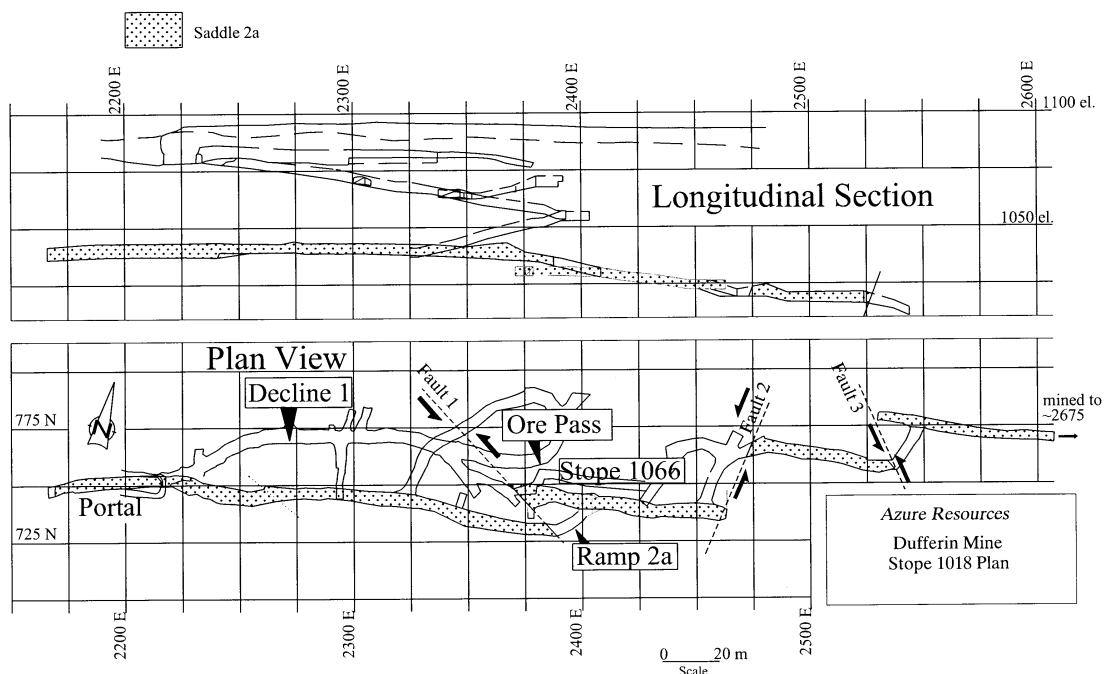 Saddle 2a
2200 E
2300 E
2400 E
2500 E
2600 E
1100 el.
Longitudinal Section
1050 el.
Plan View
Decline 1
Fault 1
Fault 2
Fault 3
mined to
~2675
N
775 N
Ore Pass
Stope 1066
Portal
725 N
Ramp 2a
Azure Resources
Dufferin Mine
Stope 1018 Plan
2200 E
2300 E
2400 E
2500 E
0 20 m
Scale